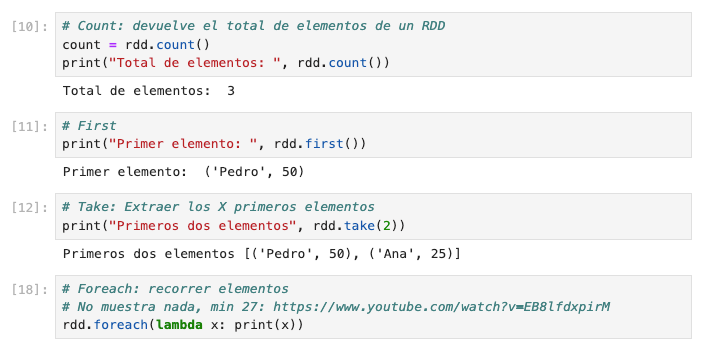 [10]: # Count: devuelve el total de elementos de un RDD
count = rdd.count()
print("Total de elementos: ", rdd.count())
Total de elementos:  3
[11]: # First
print("Primer elemento: ", rdd.first())
Primer elemento:  ('Pedro', 50)
[12]: # Take: Extraer los X primeros elementos
print("Primeros dos elementos", rdd.take(2))
Primeros dos elementos [('Pedro', 50), ('Ana', 25)]
[18]: # Foreach: recorrer elementos
# No muestra nada, min 27: https://www.youtube.com/watch?v=EB8lfdxpirM
rdd.foreach(lambda x: print(x))